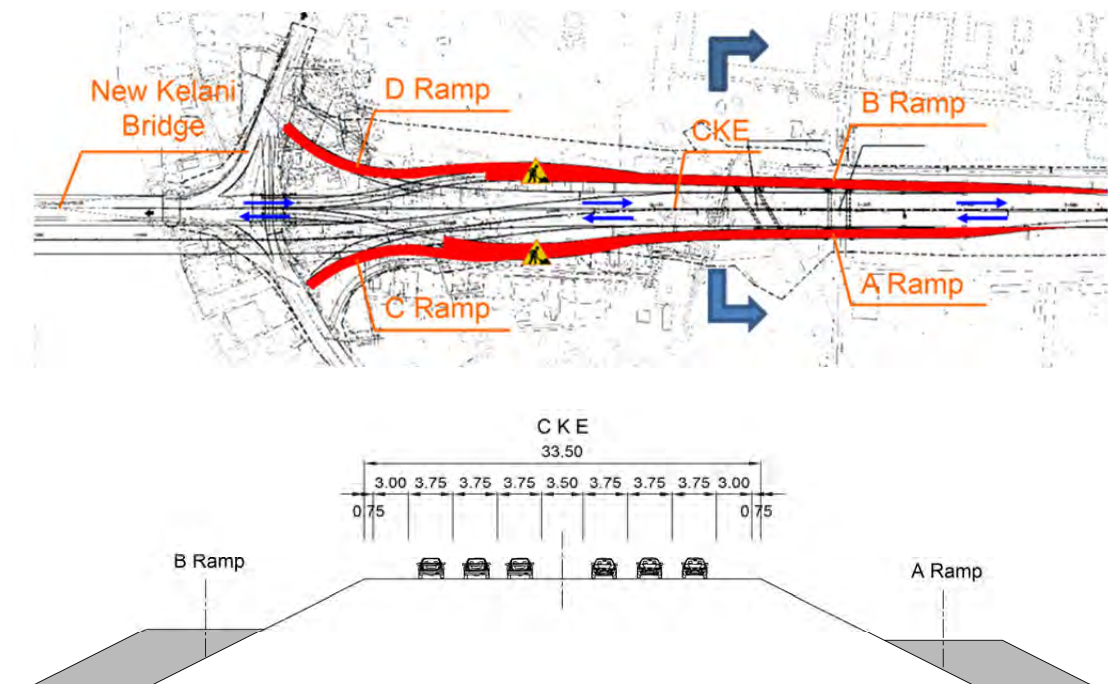 New Kelani
Bridge
D Ramp
CKE
B Ramp
C Ramp
A Ramp
C K E
33.50
3.00 3.75 3.75 3.75 3.50 3.75 3.75 3.75 3.00
0.75 0.75
B Ramp
A Ramp